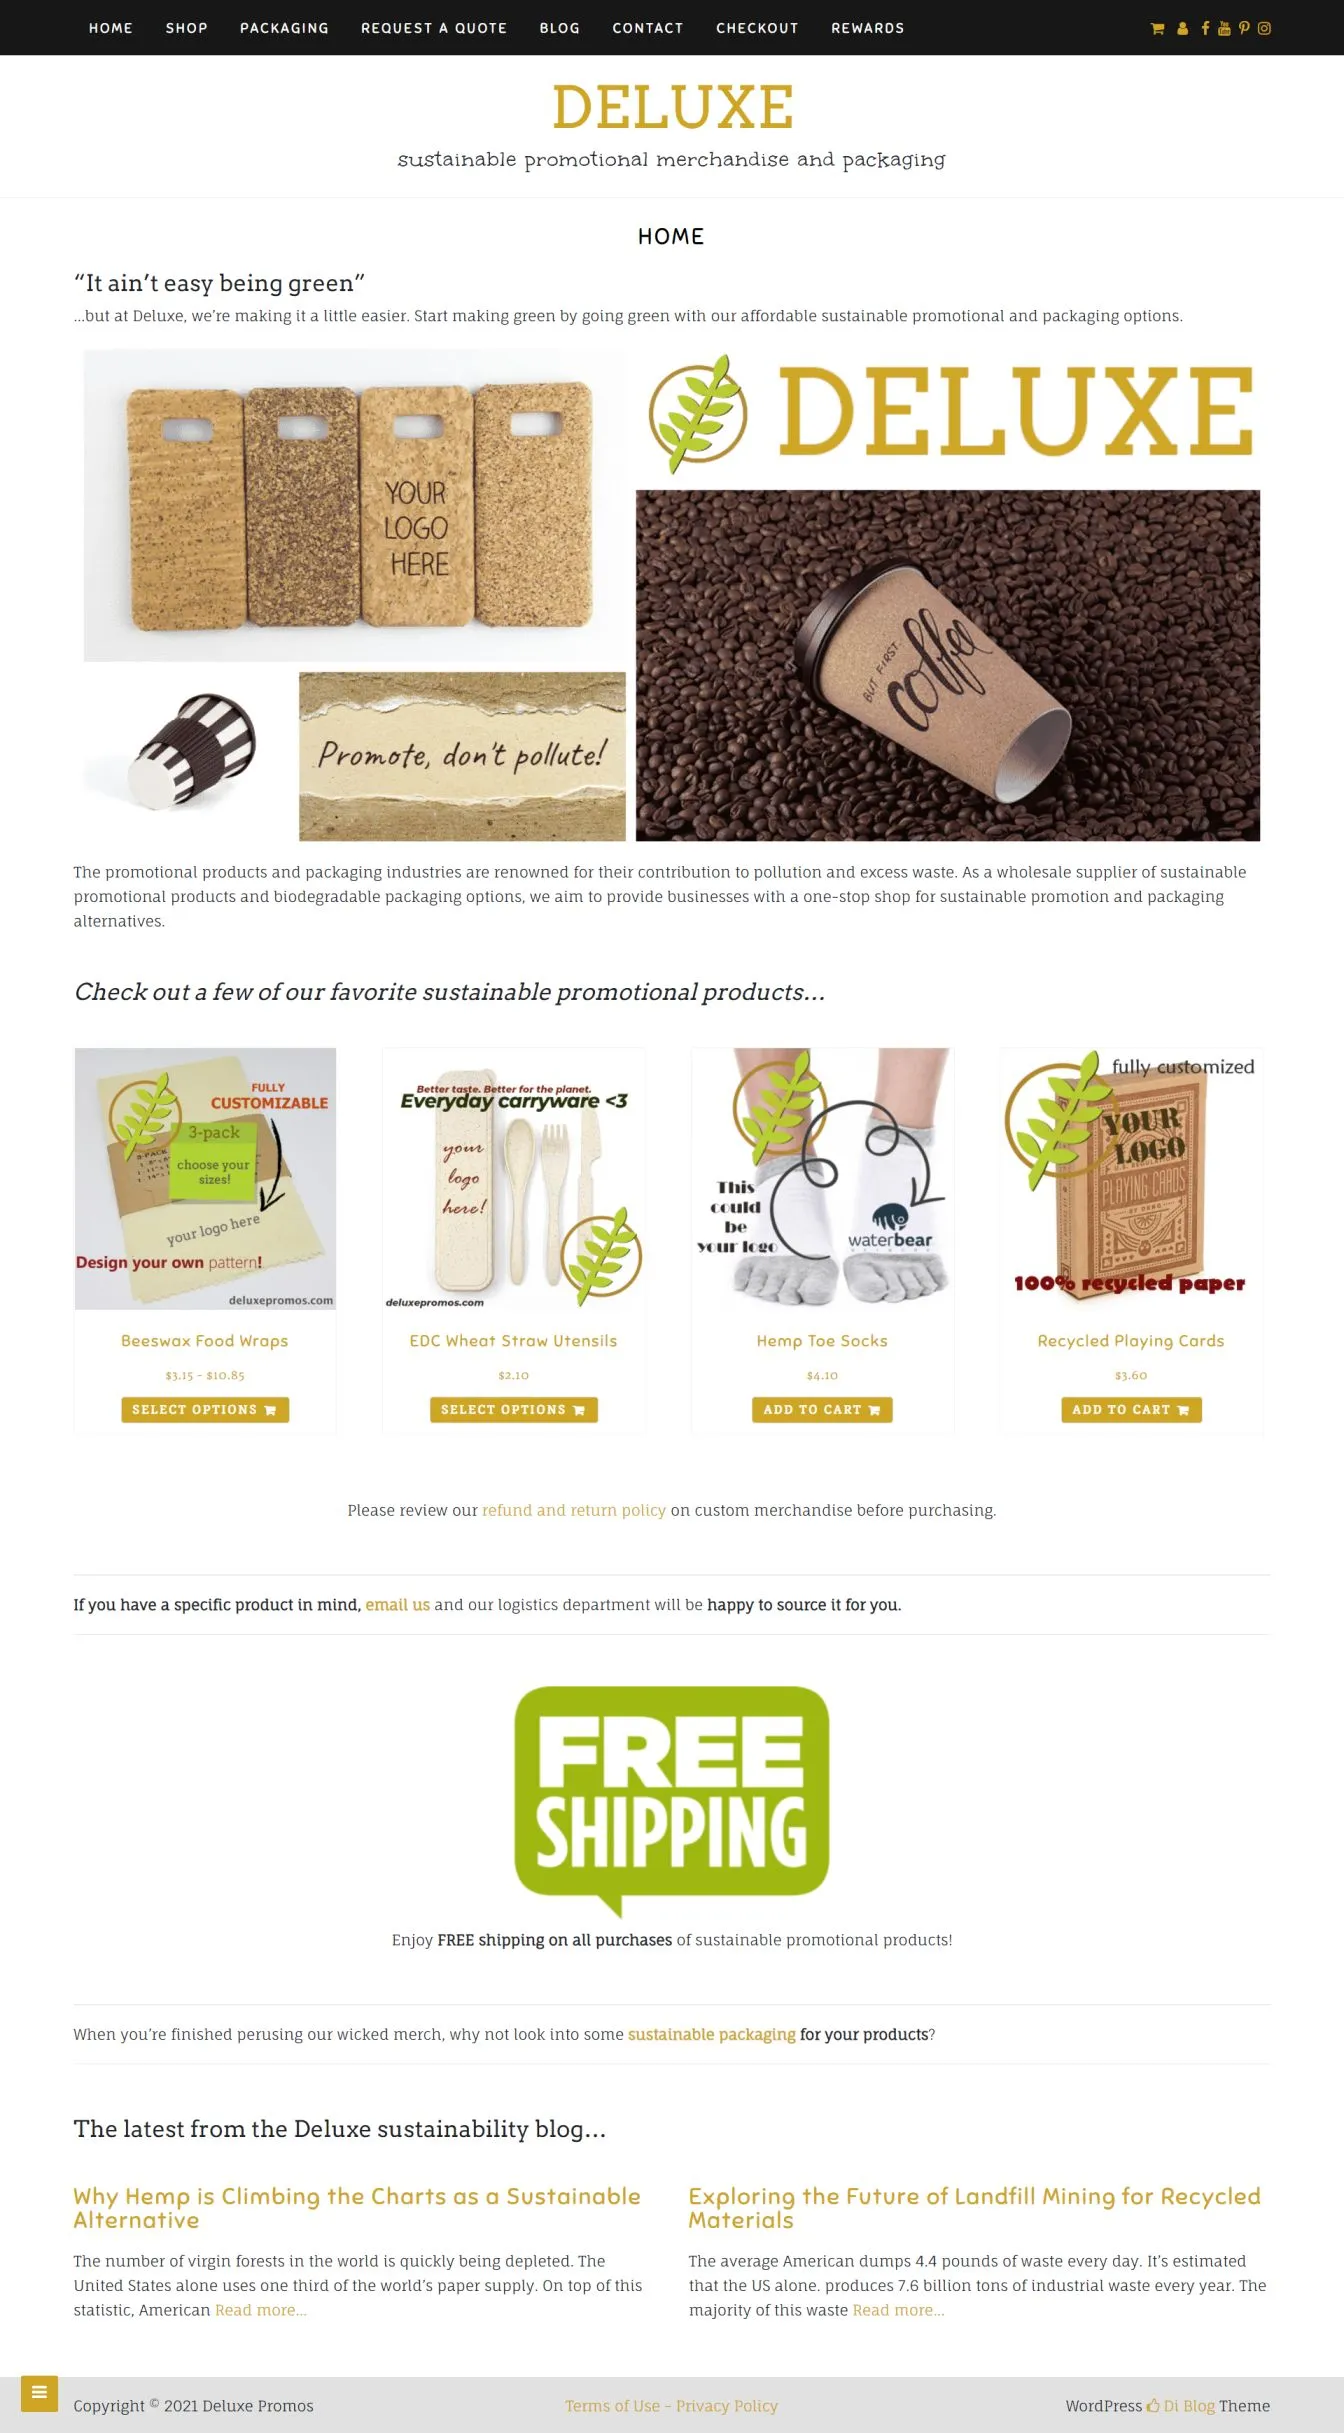 HOME SHOP PACKAGING REQUEST A QUOTE BLOG CONTACT CHECKOUT REWARDS
DELUXE
sustainable promotional merchandise and packaging
HOME
“It ain’t easy being green”
…but at Deluxe, we’re making it a little easier. Start making green by going green with our affordable sustainable promotional and packaging options.
YOUR
LOGO
HERE
DELUXE
BUT FIRST
coffee
Promote, don't pollute!
The promotional products and packaging industries are renowned for their contribution to pollution and excess waste. As a wholesale supplier of sustainable
promotional products and biodegradable packaging options, we aim to provide businesses with a one-stop shop for sustainable promotion and packaging
alternatives.
Check out a few of our favorite sustainable promotional products…
FULLY
CUSTOMIZABLE
3-pack
choose your
sizes!
your logo here
Design your own pattern!
deluxepromos.com
Beeswax Food Wraps
$3.15 - $10.85
SELECT OPTIONS
Better taste. Better for the planet.
Everyday carryware <3
your
logo
here!
deluxepromos.com
EDC Wheat Straw Utensils
$2.10
SELECT OPTIONS
This
could
be
your logo
waterbear
Hemp Toe Socks
$4.10
ADD TO CART
fully customized
YOUR
LOGO
PLAYING CARDS
100% recycled paper
Recycled Playing Cards
$3.60
ADD TO CART
Please review our refund and return policy on custom merchandise before purchasing.
If you have a specific product in mind, email us and our logistics department will be happy to source it for you.
FREE
SHIPPING
Enjoy FREE shipping on all purchases of sustainable promotional products!
When you’re finished perusing our wicked merch, why not look into some sustainable packaging for your products?
The latest from the Deluxe sustainability blog…
Why Hemp is Climbing the Charts as a Sustainable
Alternative
The number of virgin forests in the world is quickly being depleted. The
United States alone uses one third of the world’s paper supply. On top of this
statistic, American Read more…
Exploring the Future of Landfill Mining for Recycled
Materials
The average American dumps 4.4 pounds of waste every day. It’s estimated
that the US alone. produces 7.6 billion tons of industrial waste every year. The
majority of this waste Read more…
Copyright © 2021 Deluxe Promos
Terms of Use - Privacy Policy
WordPress Di Blog Theme